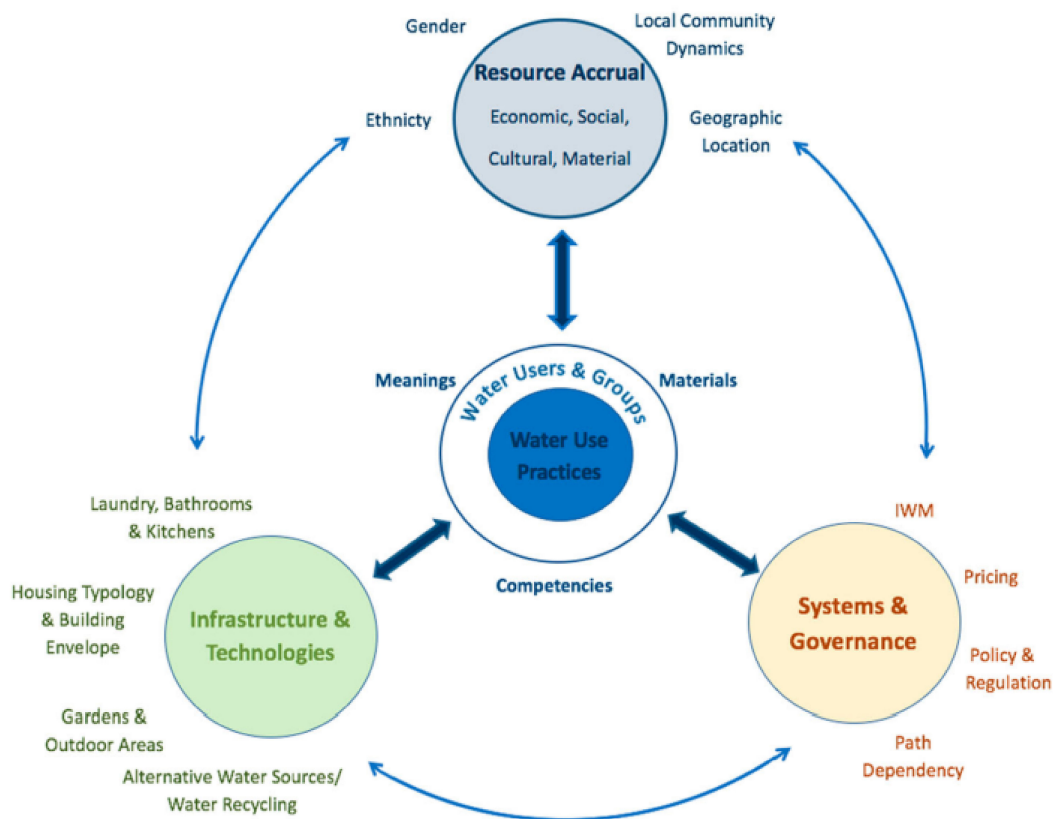 Gender
Local Community
Dynamics
Resource Accrual
Economic, Social,
Cultural, Material
Ethnicty
Geographic
Location
Meanings
Water Users & Groups
Materials
Water Use
Practices
Competencies
Laundry, Bathrooms
& Kitchens
Housing Typology
& Building
Envelope
Infrastructure &
Technologies
Gardens &
Outdoor Areas
Alternative Water Sources/
Water Recycling
IWM
Pricing
Systems &
Governance
Policy &
Regulation
Path
Dependency